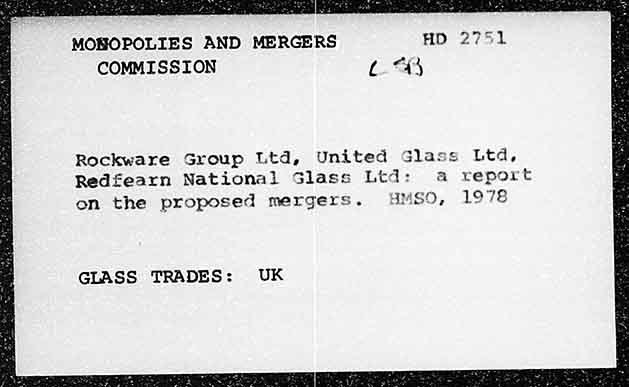 MONOPOLIES AND MERGERS HD 2751
COMMISSION
Rockware Group Ltd, United Glass Ltd,
Redfearn National Glass Ltd: a report
on the proposed mergers. HMSO, 1978
GLASS TRADES: UK